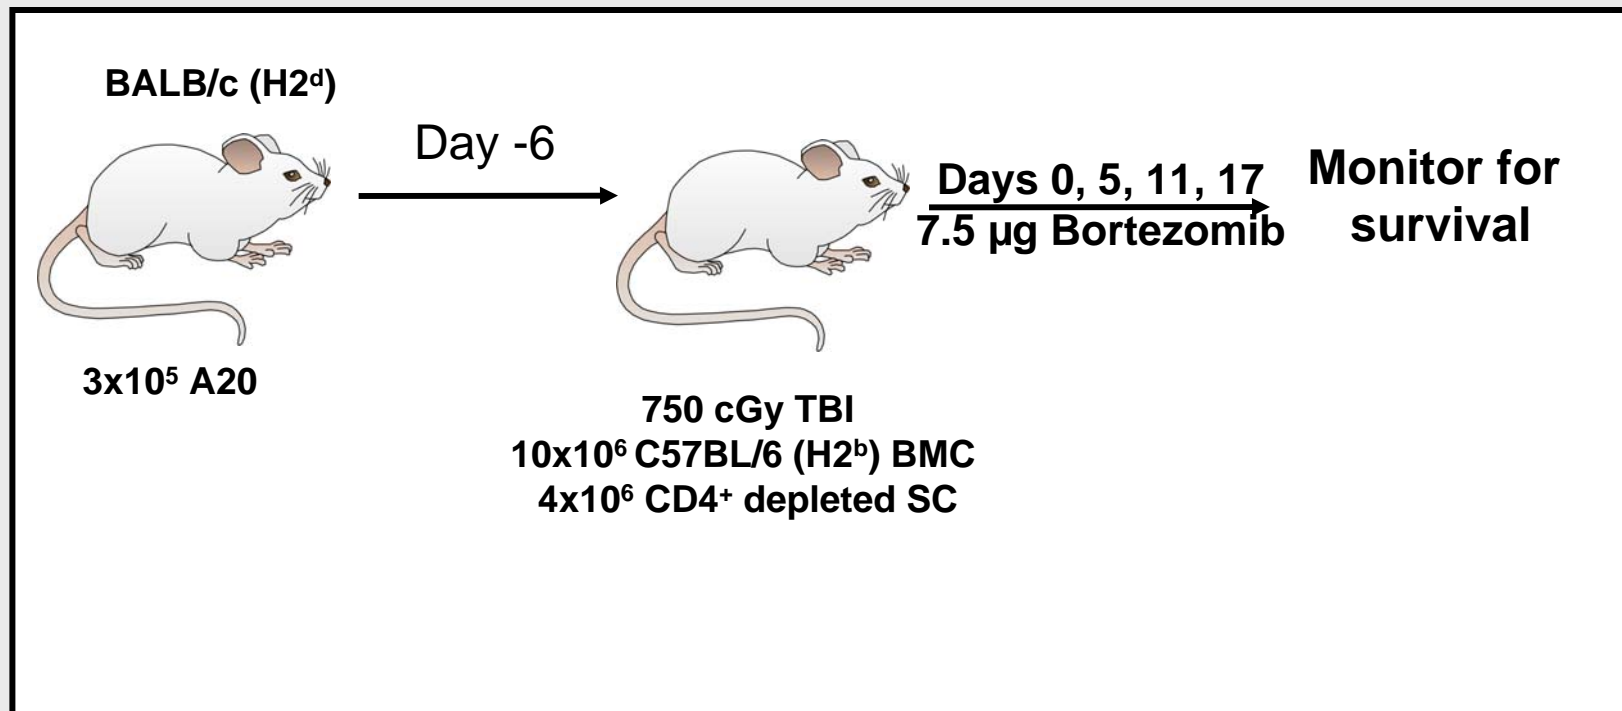 BALB/c (H2ᵈ)
Day -6
Days 0, 5, 11, 17
7.5 µg Bortezomib
Monitor for
survival
3x10⁵ A20
750 cGy TBI
10x10⁶ C57BL/6 (H2ᵇ) BMC
4x10⁶ CD4⁺ depleted SC